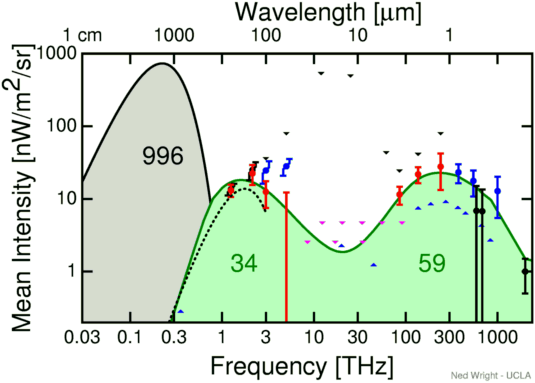 Wavelength [μm]
1 cm 1000 100 10 1
1000
100
10
1
Mean Intensity [nW/m²/sr]
996
34
59
0.03 0.1 0.3 1 3 10 30 100 300 1000
Frequency [THz]
Ned Wright - UCLA